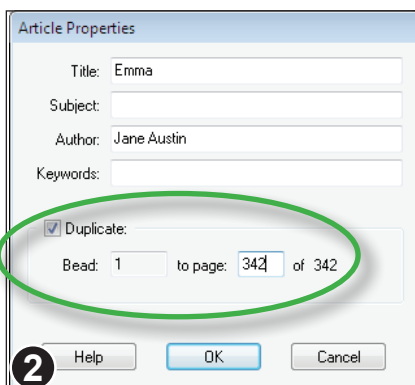 Article Properties
Title: Emma
Subject:
Author: Jane Austin
Keywords:
Duplicate:
Bead: 1 to page: 342 of 342
2 Help OK Cancel